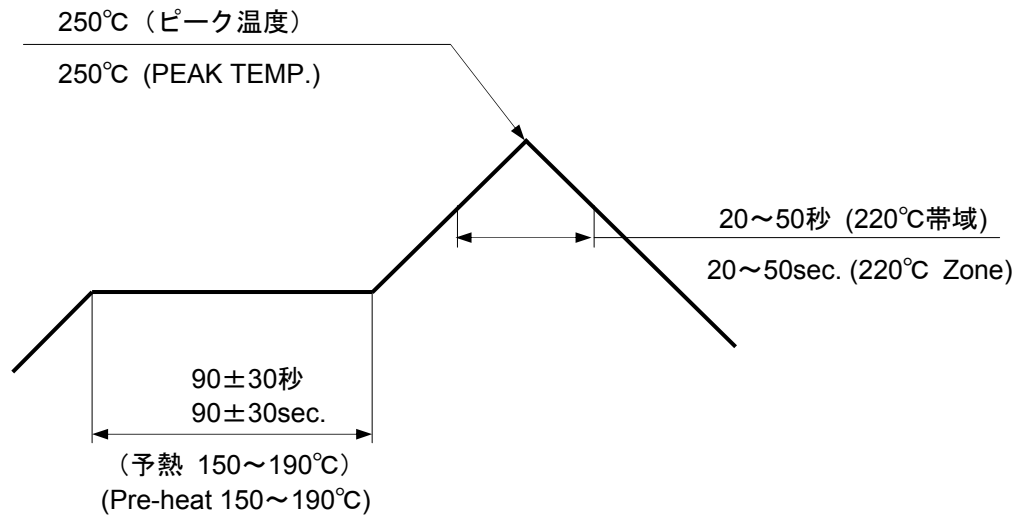 250℃（ピーク温度）
250℃ (PEAK TEMP.)
20～50秒 (220℃帯域)
20～50sec. (220℃ Zone)
90±30秒
90±30sec.
（予熱 150～190℃）
(Pre-heat 150～190℃)